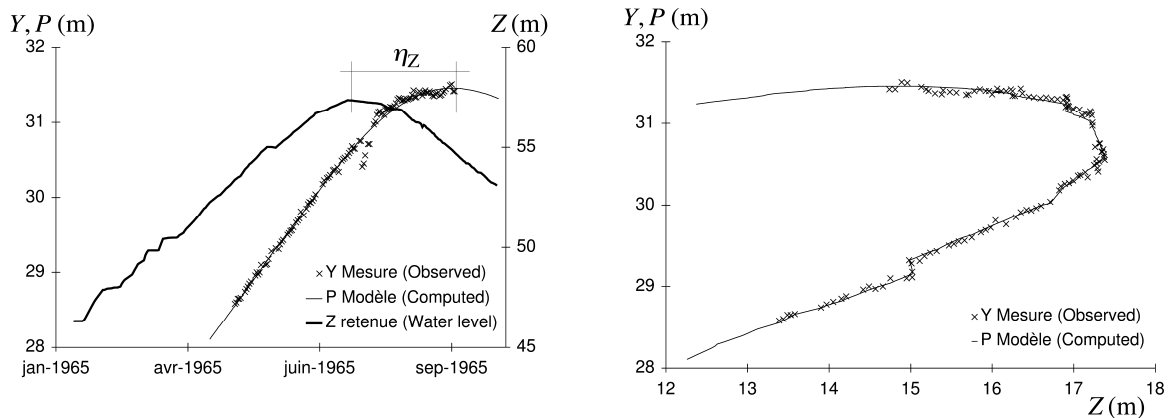 Y, P (m)
Z (m)
32
31
30
29
28
60
55
50
45
ηZ
× Y Mesure (Observed)
P Modèle (Computed)
Z retenue (Water level)
jan-1965
avr-1965
juin-1965
sep-1965
Y, P (m)
32
31
30
29
28
× Y Mesure (Observed)
P Modèle (Computed)
12
13
14
15
16
17
18
Z (m)